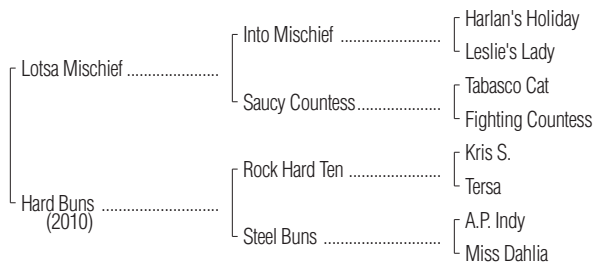 Harlan's Holiday
Into Mischief
Leslie's Lady
Lotsa Mischief
Tabasco Cat
Saucy Countess
Fighting Countess
Kris S.
Rock Hard Ten
Tersa
Hard Buns
(2010)
A.P. Indy
Steel Buns
Miss Dahlia